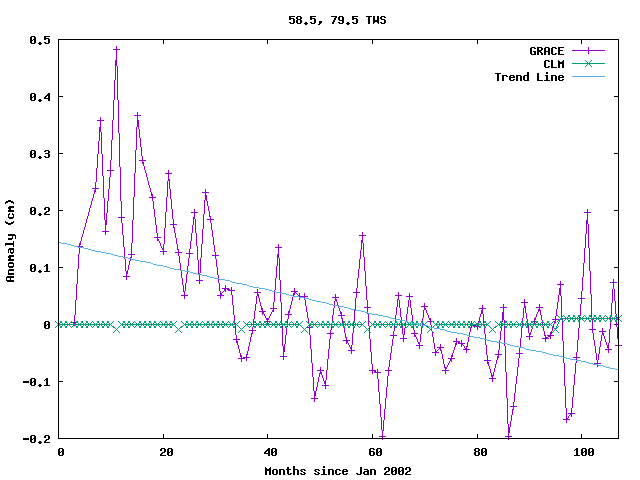 58.5, 79.5 TWS
GRACE
CLM
Trend Line
0.5
0.4
0.3
0.2
0.1
0
-0.1
-0.2
Anomaly (cm)
0 20 40 60 80 100
Months since Jan 2002